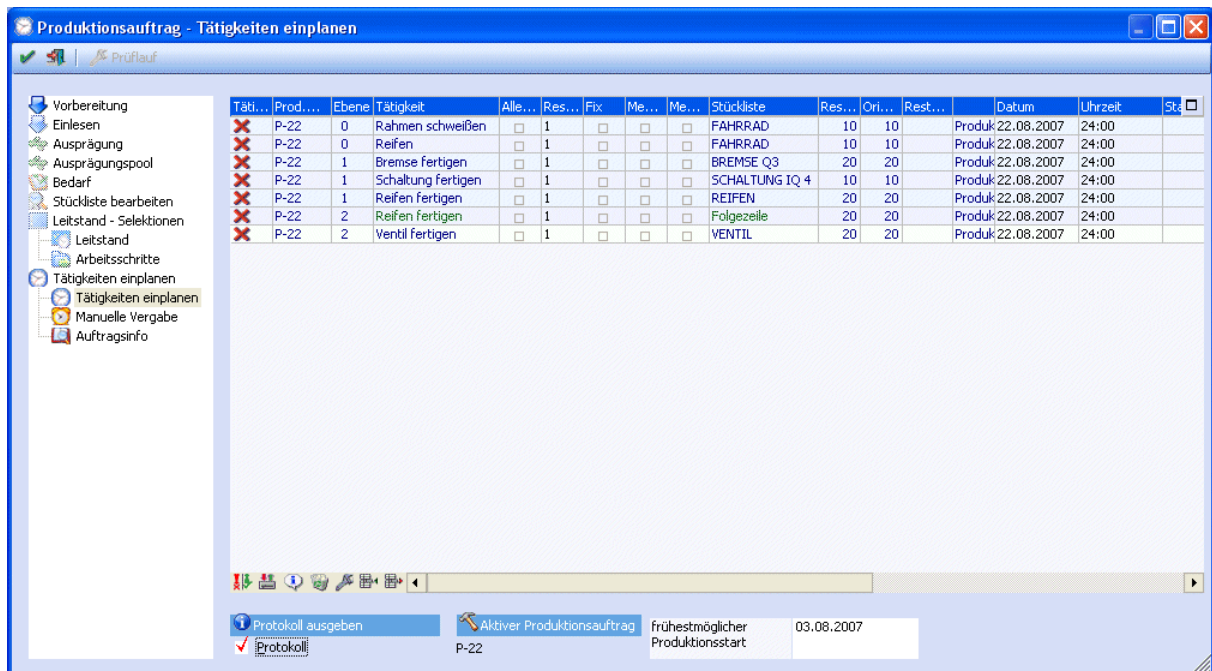 Produktionsauftrag - Tätigkeiten einplanen
Prüflauf
Vorbereitung
Einlesen
Ausprägung
Ausprägungspool
Bedarf
Stückliste bearbeiten
Leitstand - Selektionen
Leitstand
Arbeitsschritte
Tätigkeiten einplanen
Tätigkeiten einplanen
Manuelle Vergabe
Auftragsinfo
Täti... Prod.... Ebene Tätigkeit Alle... Res... Fix Me... Me... Stückliste Res... Ori... Rest... Datum Uhrzeit Sta
P-22 0 Rahmen schweißen 1 FAHRRAD 10 10 Produk 22.08.2007 24:00
P-22 0 Reifen 1 FAHRRAD 10 10 Produk 22.08.2007 24:00
P-22 1 Bremse fertigen 1 BREMSE Q3 20 20 Produk 22.08.2007 24:00
P-22 1 Schaltung fertigen 1 SCHALTUNG IQ 4 10 10 Produk 22.08.2007 24:00
P-22 1 Reifen fertigen 1 REIFEN 20 20 Produk 22.08.2007 24:00
P-22 2 Reifen fertigen 1 Folgezeile 20 20 Produk 22.08.2007 24:00
P-22 2 Ventil fertigen 1 VENTIL 20 20 Produk 22.08.2007 24:00
Protokoll ausgeben
Protokoll
Aktiver Produktionsauftrag
P-22
frühestmöglicher
Produktionsstart
03.08.2007